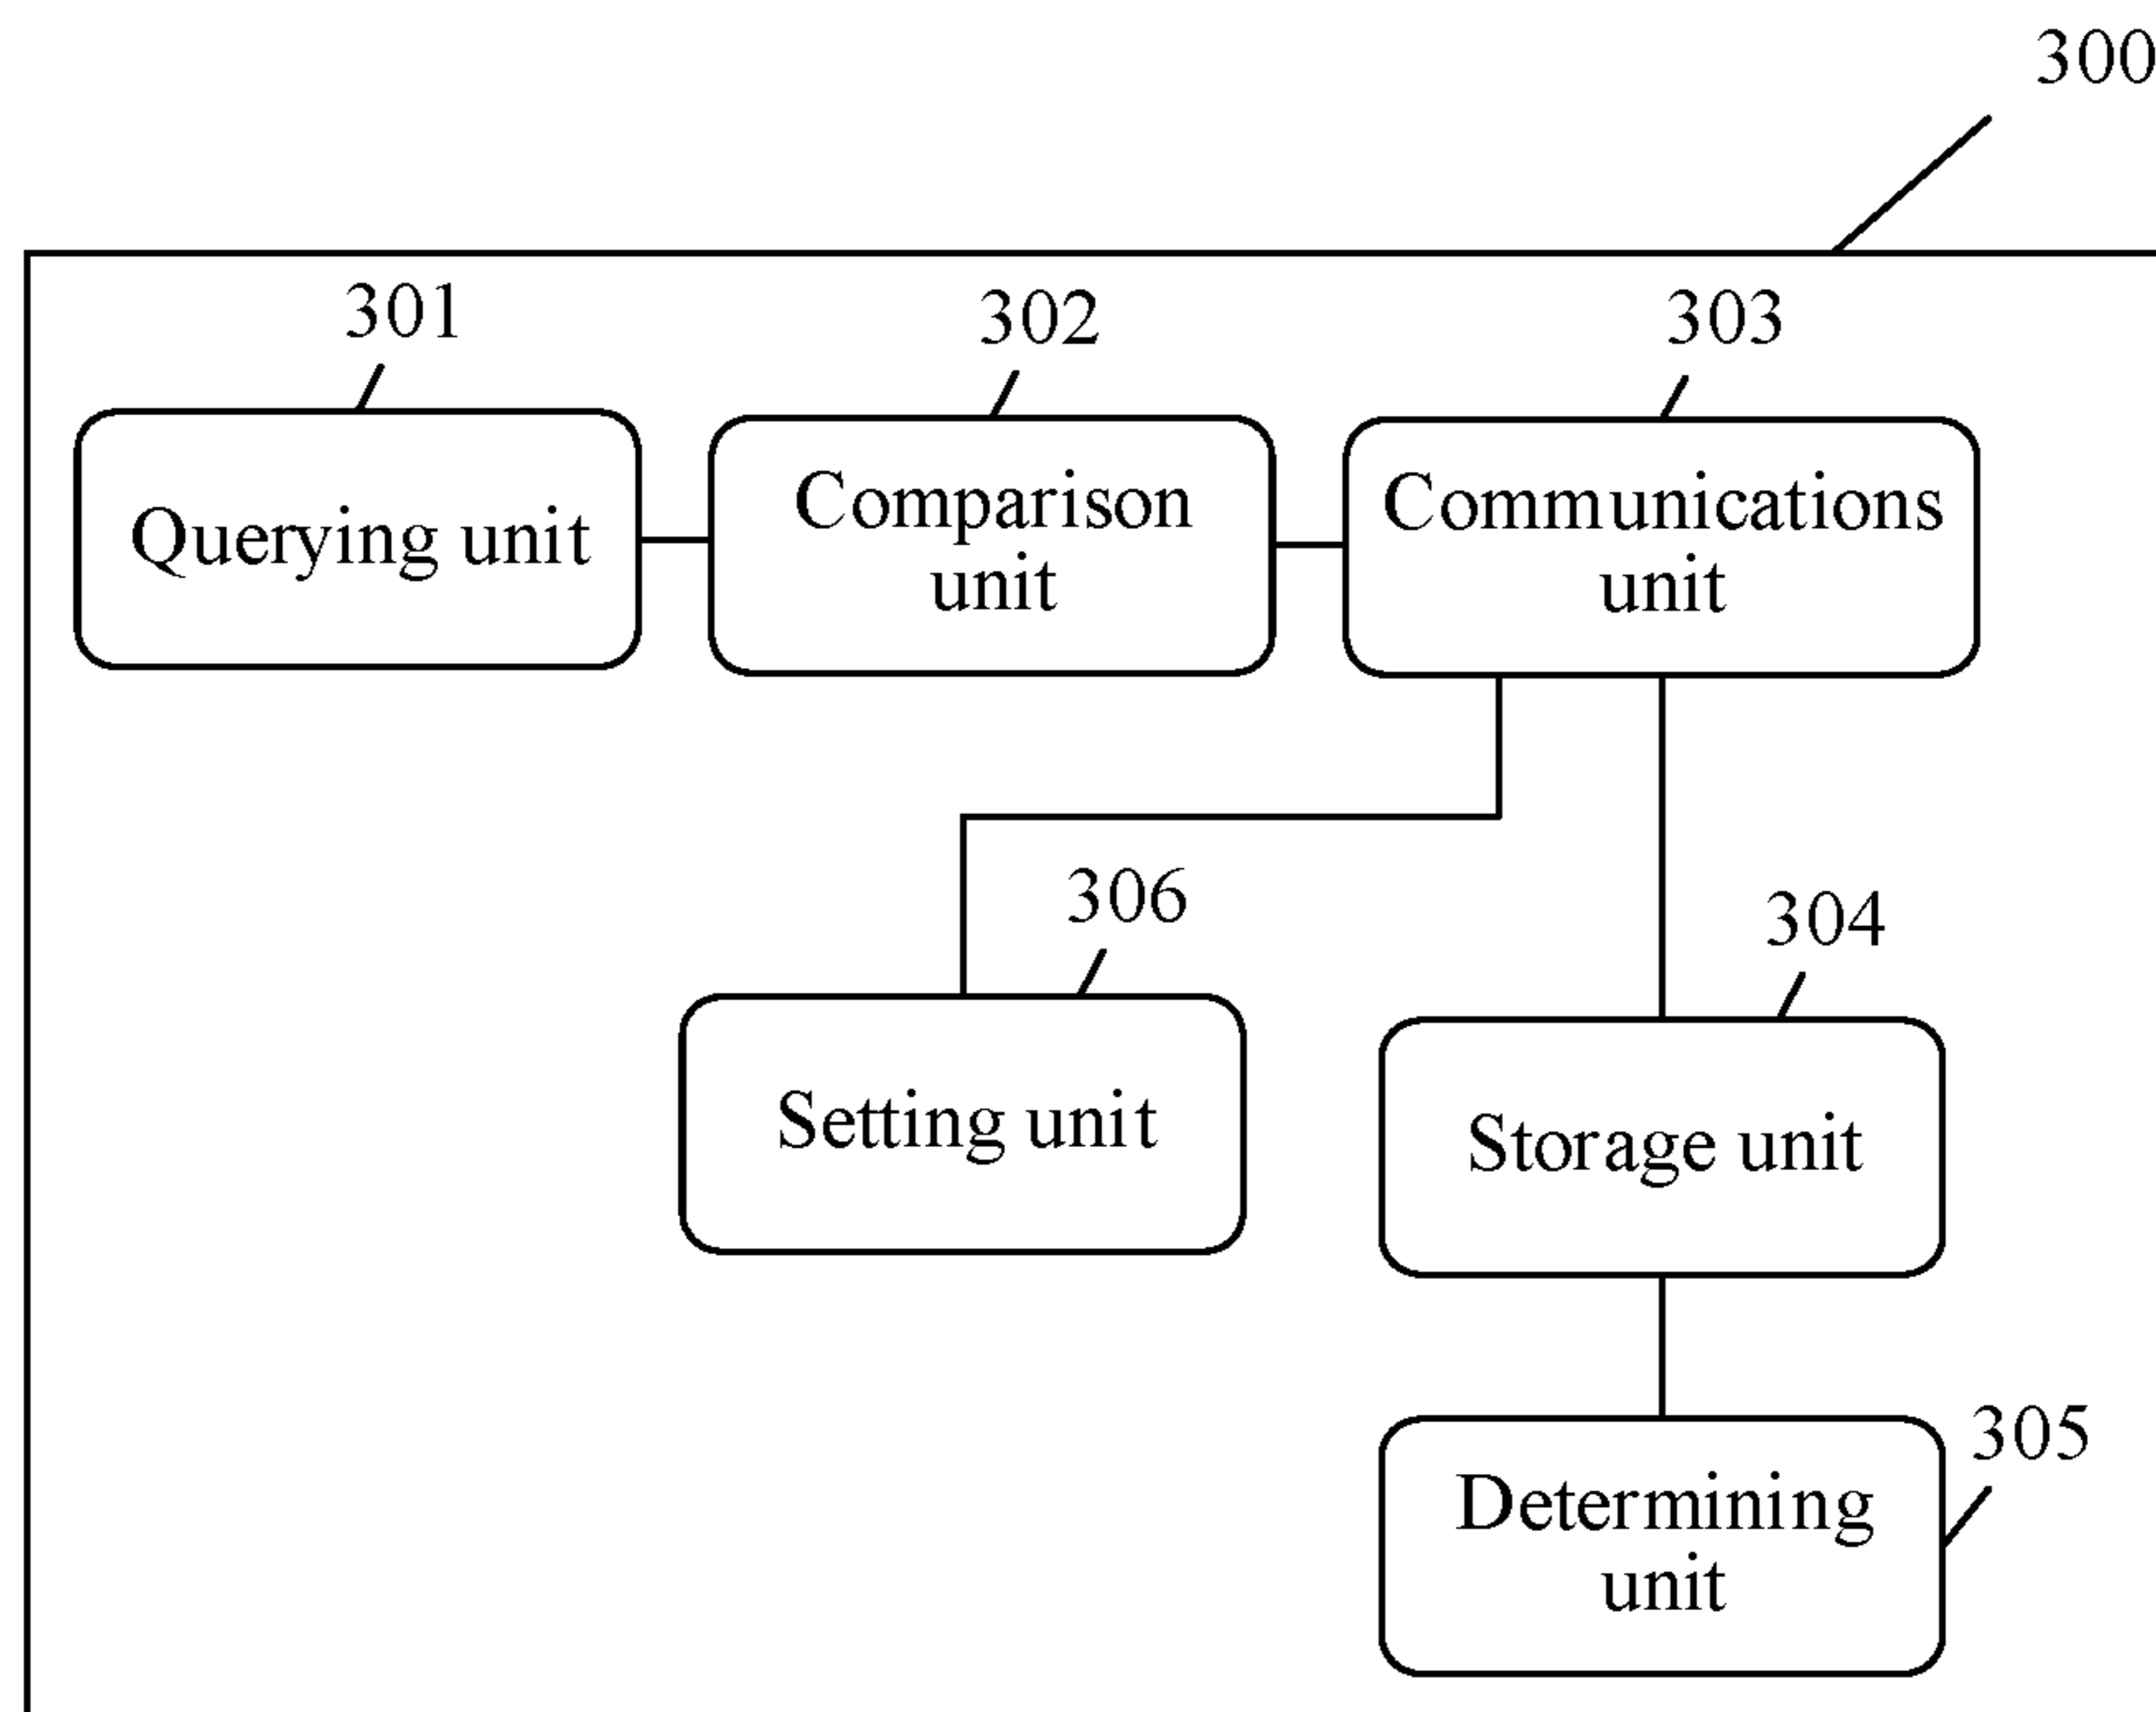 300
301
302
303
Querying unit
Comparison
unit
Communications
unit
306
304
Setting unit
Storage unit
305
Determining
unit